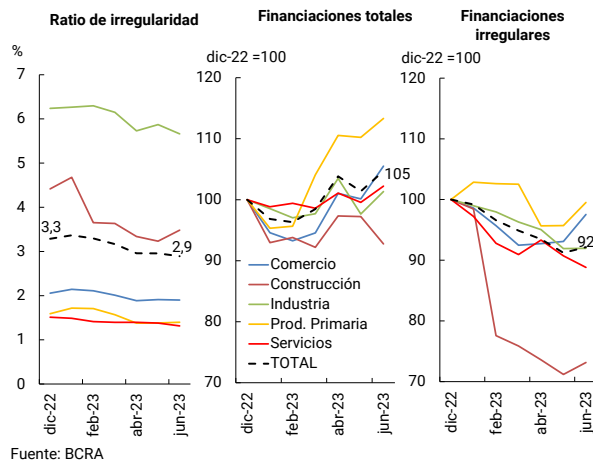 Ratio de irregularidad
%
7
6
5
4
3
2
1
0
3,3
2,9
dic-22
feb-23
abr-23
jun-23
Financiaciones totales
dic-22 =100
120
110
100
90
80
70
105
Comercio
Construcción
Industria
Prod. Primaria
Servicios
TOTAL
dic-22
feb-23
abr-23
jun-23
Financiaciones
irregulares
dic-22 =100
120
110
100
90
80
70
92
dic-22
feb-23
abr-23
jun-23
Fuente: BCRA